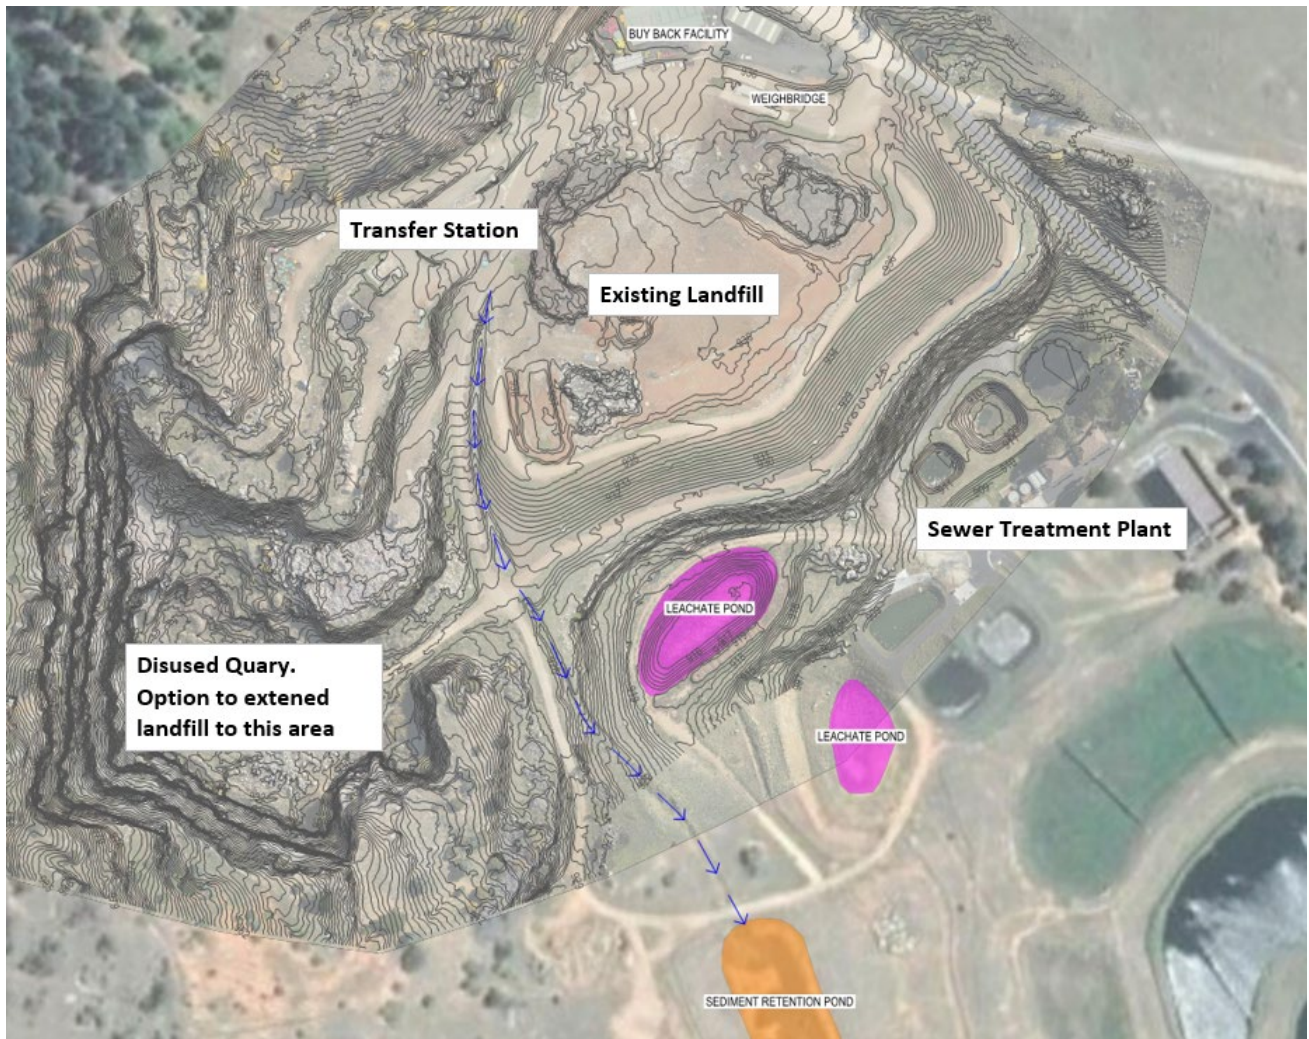 BUY BACK FACILITY
WEIGHBRIDGE
Transfer Station
Existing Landfill
Sewer Treatment Plant
LEACHATE POND
Disused Quary.
Option to extened
landfill to this area
LEACHATE POND
SEDIMENT RETENTION POND